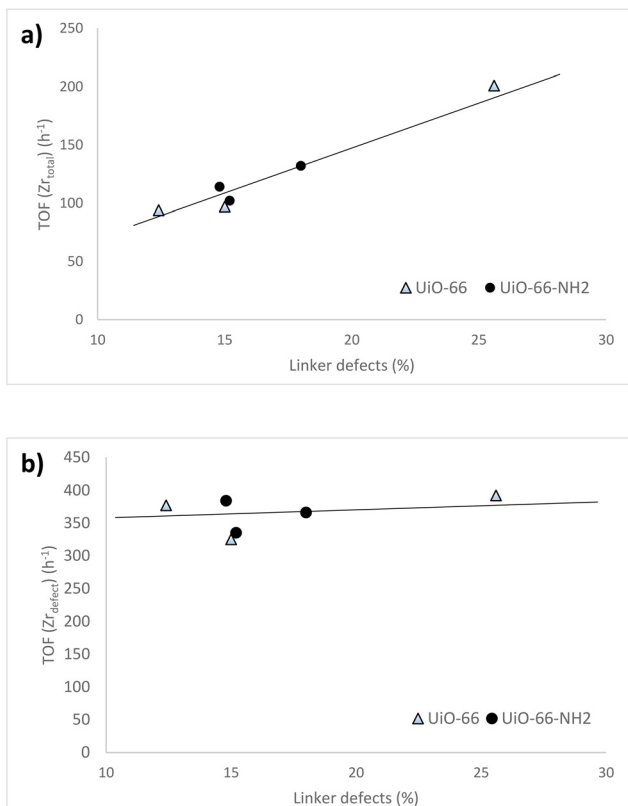 a)
250
200
150
100
50
0
TOF (Zrtotal) (h-1)
UiO-66 UiO-66-NH2
10 15 20 25 30
Linker defects (%)
b)
450
400
350
300
250
200
150
100
50
0
TOF (Zrdefect) (h-1)
UiO-66 UiO-66-NH2
10 15 20 25 30
Linker defects (%)